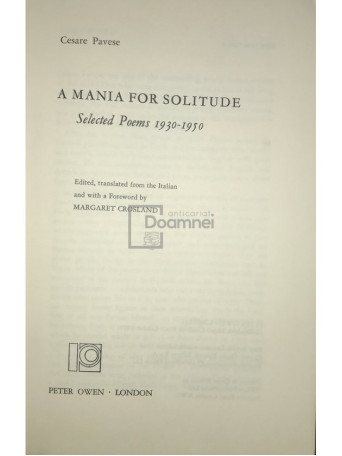 Cesare Pavese
A MANIA FOR SOLITUDE
Selected Poems 1930-1950
Edited, translated from the Italian
and with a Foreword by
MARGARET CROSLAND
anticariat
Doamnei
PETER OWEN · LONDON